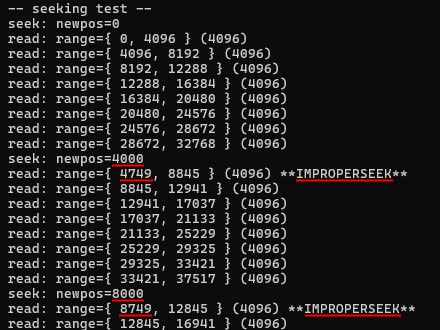 -- seeking test --
seek: newpos=0
read: range={ 0, 4096 } (4096)
read: range={ 4096, 8192 } (4096)
read: range={ 8192, 12288 } (4096)
read: range={ 12288, 16384 } (4096)
read: range={ 16384, 20480 } (4096)
read: range={ 20480, 24576 } (4096)
read: range={ 24576, 28672 } (4096)
read: range={ 28672, 32768 } (4096)
seek: newpos=4000
read: range={ 4749, 8845 } (4096) **IMPROPERSEEK**
read: range={ 8845, 12941 } (4096)
read: range={ 12941, 17037 } (4096)
read: range={ 17037, 21133 } (4096)
read: range={ 21133, 25229 } (4096)
read: range={ 25229, 29325 } (4096)
read: range={ 29325, 33421 } (4096)
read: range={ 33421, 37517 } (4096)
seek: newpos=8000
read: range={ 8749, 12845 } (4096) **IMPROPERSEEK**
read: range={ 12845, 16941 } (4096)